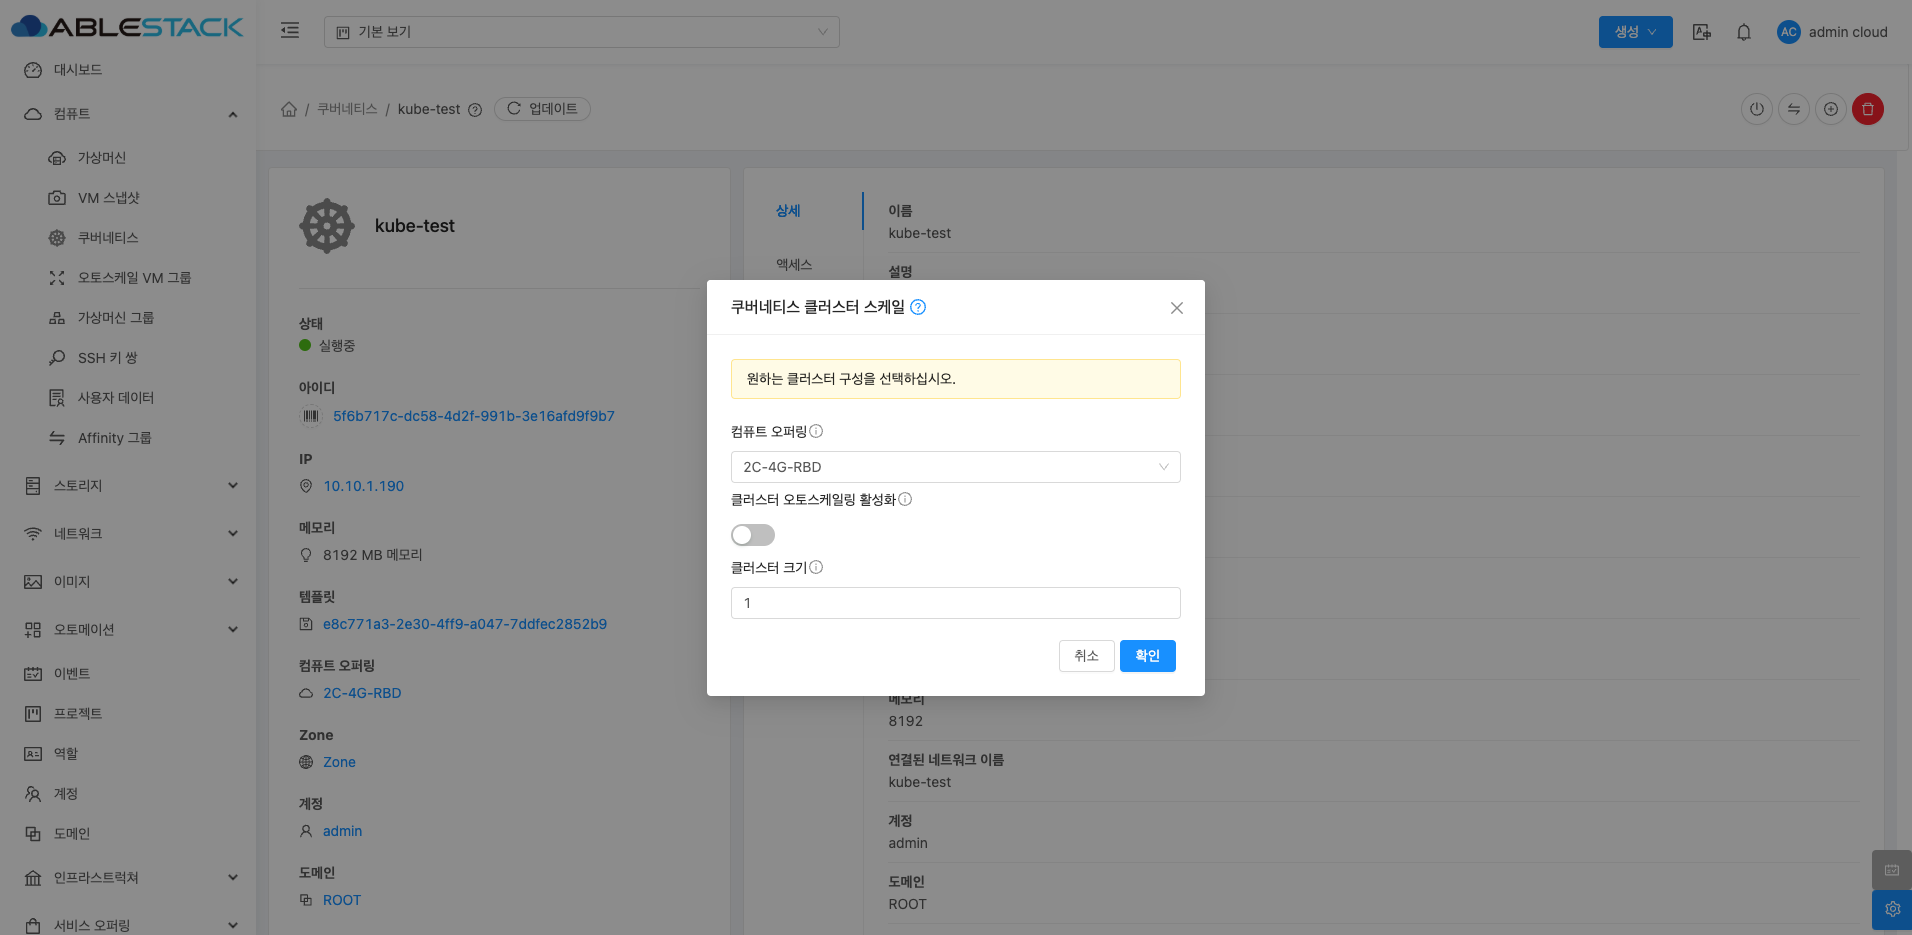 ABLESTACK
기본 보기
생성
AC
admin cloud
대시보드
컴퓨트
가상머신
VM 스냅샷
쿠버네티스
오토스케일 VM 그룹
가상머신 그룹
SSH 키 쌍
사용자 데이터
Affinity 그룹
스토리지
네트워크
이미지
오토메이션
이벤트
프로젝트
역할
계정
도메인
인프라스트럭쳐
서비스 오퍼링
/ 쿠버네티스 / kube-test
업데이트
kube-test
상태
실행중
아이디
5f6b717c-dc58-4d2f-991b-3e16afd9f9b7
IP
10.10.1.190
메모리
8192 MB 메모리
템플릿
e8c771a3-2e30-4ff9-a047-7ddfec2852b9
컴퓨트 오퍼링
2C-4G-RBD
Zone
Zone
계정
admin
도메인
ROOT
상세
액세스
이름
kube-test
설명
쿠버네티스 클러스터 스케일
원하는 클러스터 구성을 선택하십시오.
컴퓨트 오퍼링
2C-4G-RBD
클러스터 오토스케일링 활성화
클러스터 크기
1
취소
확인
메모리
8192
연결된 네트워크 이름
kube-test
계정
admin
도메인
ROOT